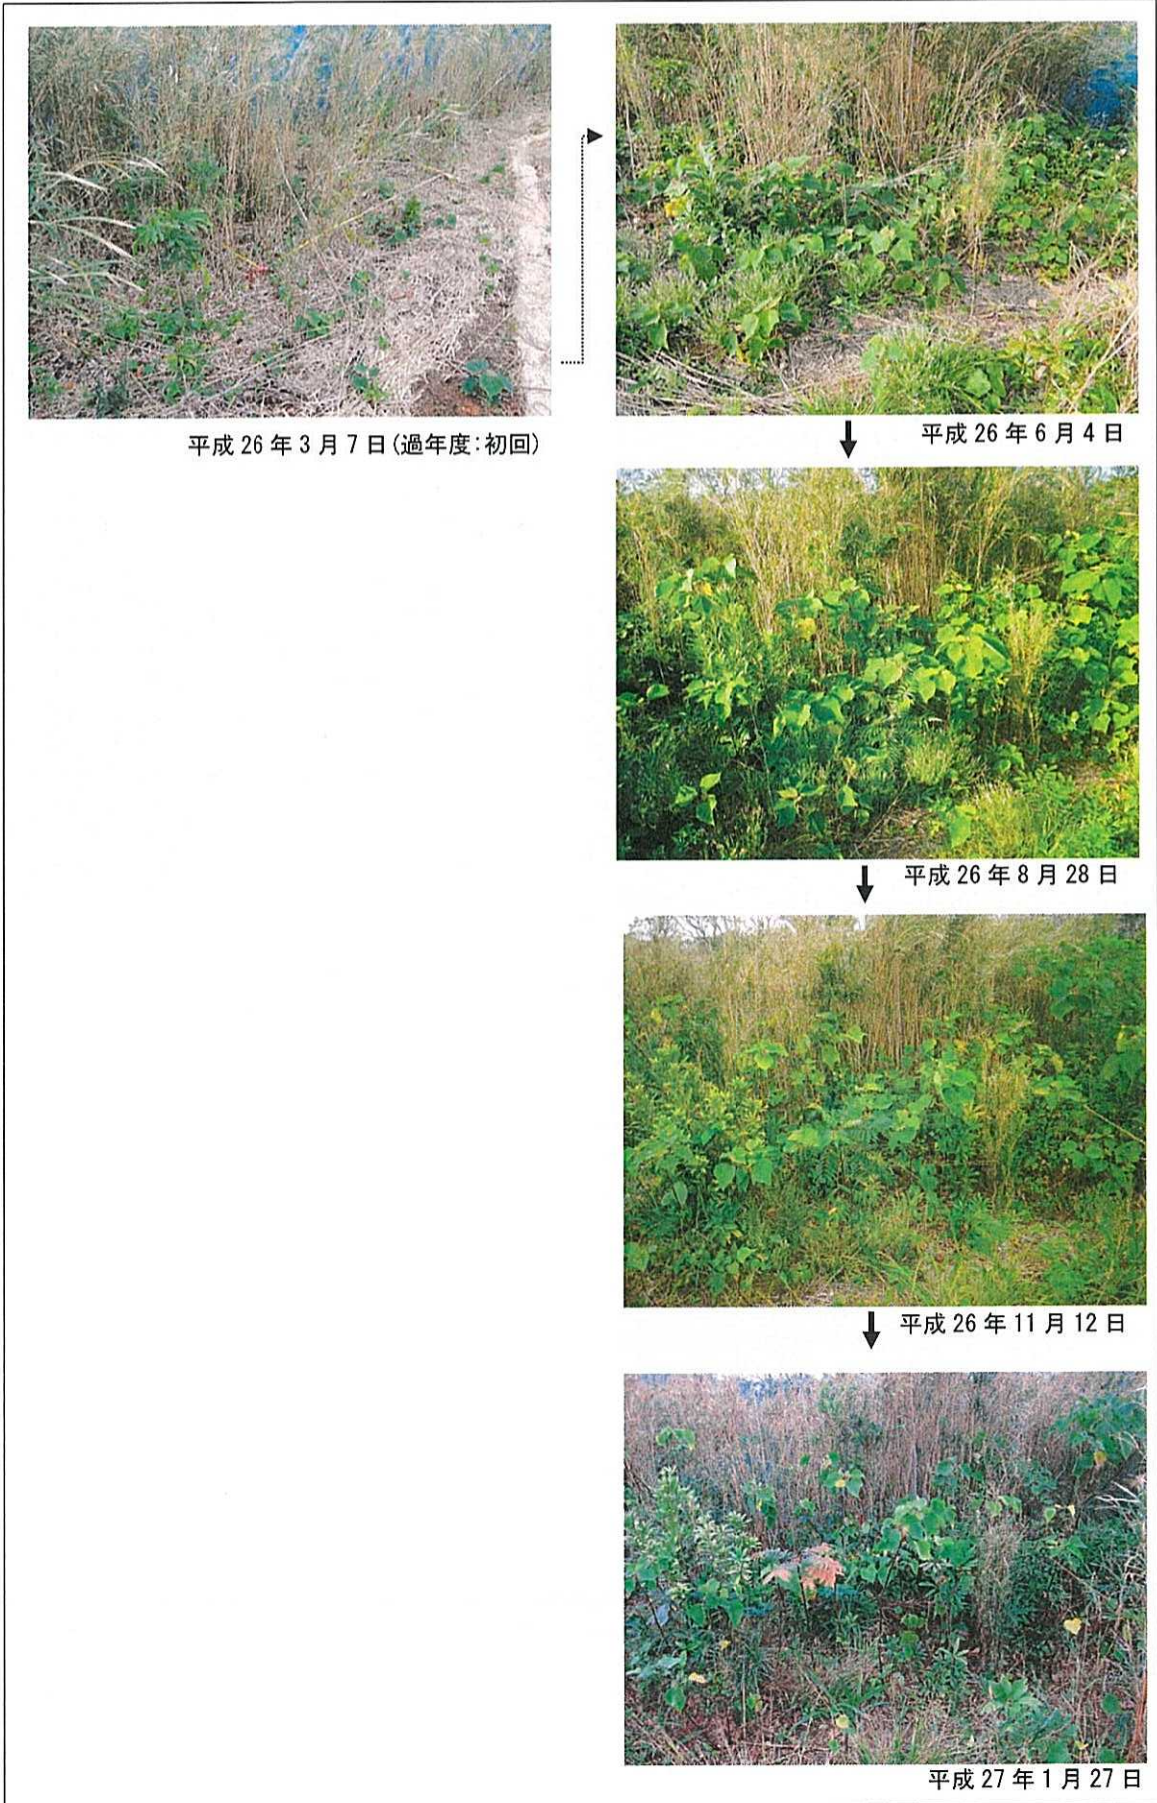 平成 26 年 3 月 7 日(過年度:初回)
平成 26 年 6 月 4 日
平成 26 年 8 月 28 日
平成 26 年 11 月 12 日
平成 27 年 1 月 27 日